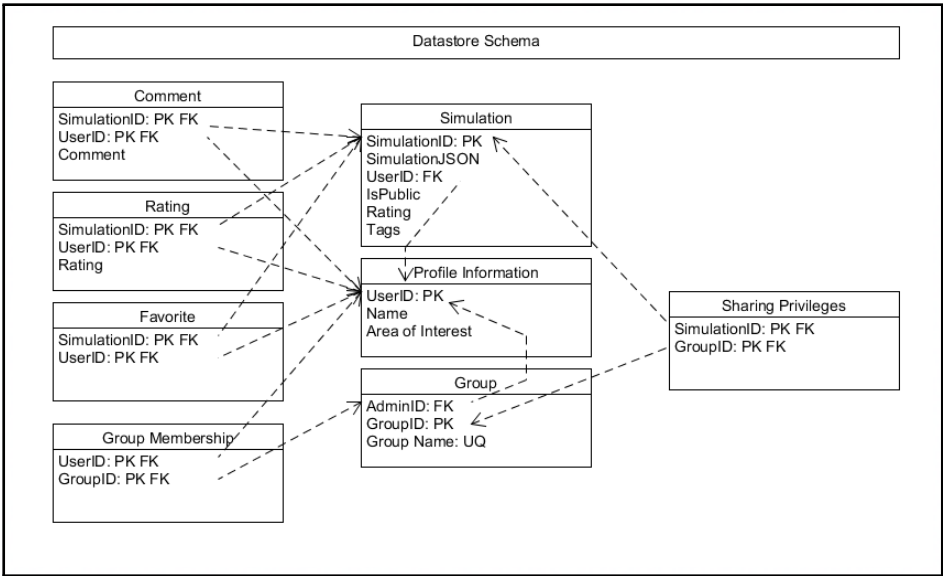 Datastore Schema
Comment
SimulationID: PK FK
UserID: PK FK
Comment
Rating
SimulationID: PK FK
UserID: PK FK
Rating
Favorite
SimulationID: PK FK
UserID: PK FK
Group Membership
UserID: PK FK
GroupID: PK FK
Simulation
SimulationID: PK
SimulationJSON
UserID: FK
IsPublic
Rating
Tags
Profile Information
UserID: PK
Name
Area of Interest
Group
AdminID: FK
GroupID: PK
Group Name: UQ
Sharing Privileges
SimulationID: PK FK
GroupID: PK FK